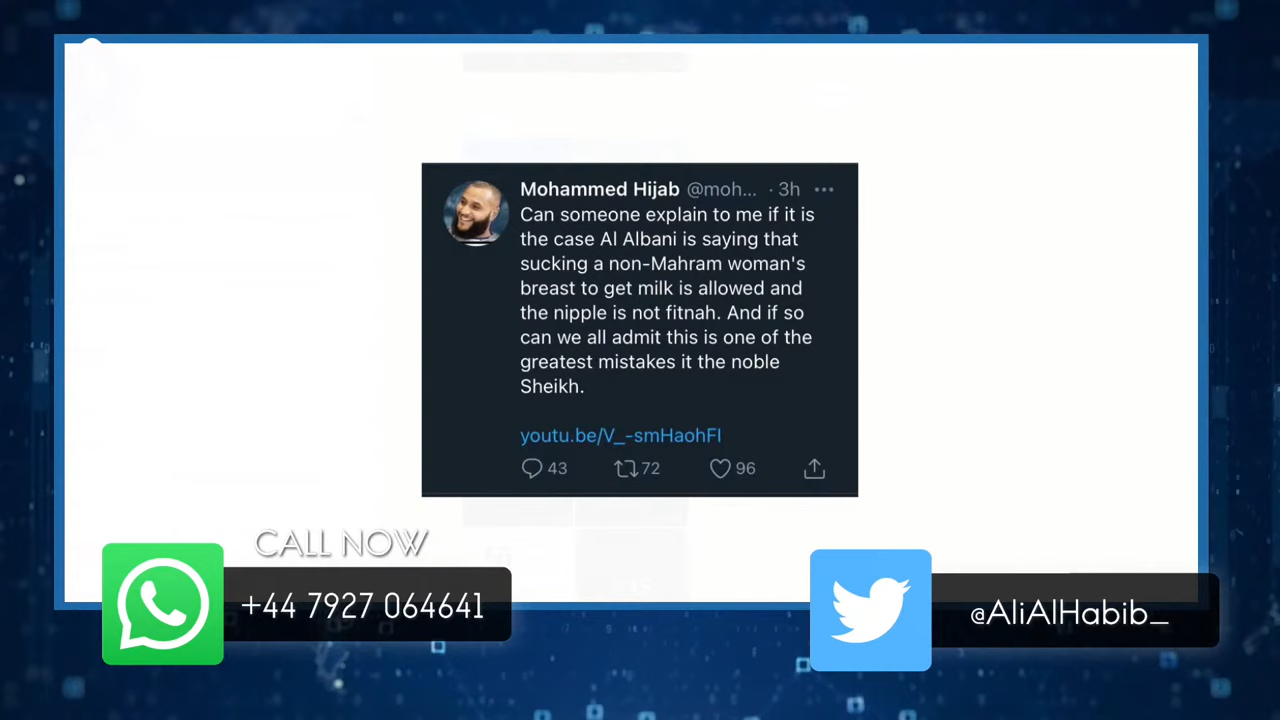 Mohammed Hijab @moh... · 3h ...
Can someone explain to me if it is
the case Al Albani is saying that
sucking a non-Mahram woman's
breast to get milk is allowed and
the nipple is not fitnah. And if so
can we all admit this is one of the
greatest mistakes it the noble
Sheikh.
youtu.be/V_-smHaohFI
43 72 96
CALL NOW
+44 7927 064641
@AliAlHabib_